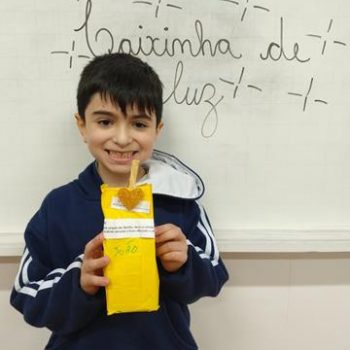 Caixinha de
luz
João